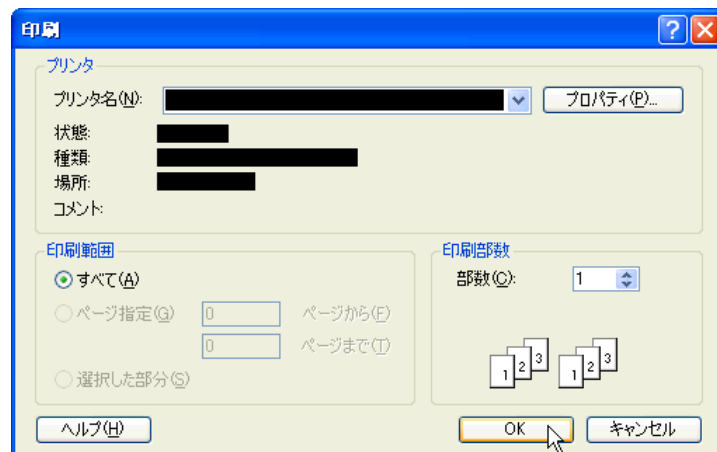 印刷
プリンタ
プリンタ名(N):
プロパティ(P)...
状態:
種類:
場所:
コメント:
印刷範囲
すべて(A)
ページ指定(G) 0 ページから(F)
0 ページまで(T)
選択した部分(S)
印刷部数
部数(C): 1
1 2 3 1 2 3
ヘルプ(H)
OK
キャンセル